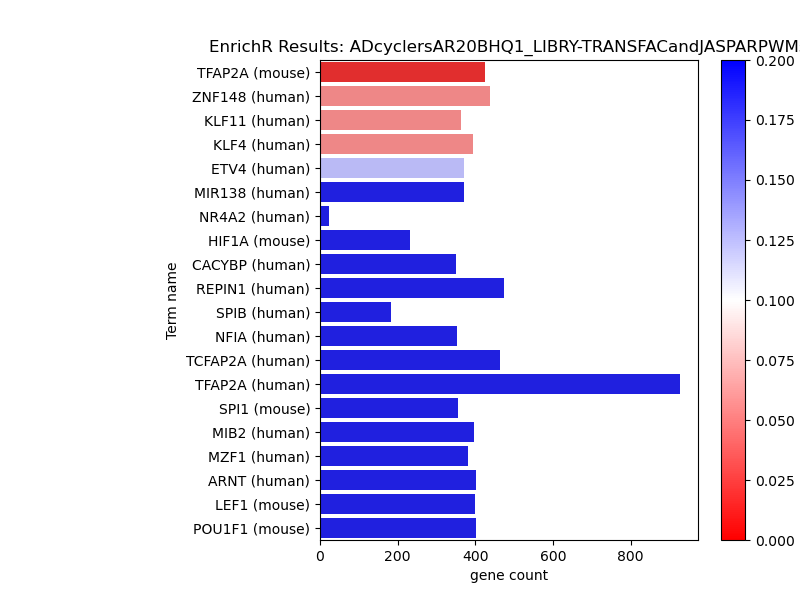 EnrichR Results: ADcyclersAR20BHQ1_LIBRY-TRANSFACandJASPARPWM
TFAP2A (mouse)
ZNF148 (human)
KLF11 (human)
KLF4 (human)
ETV4 (human)
MIR138 (human)
NR4A2 (human)
HIF1A (mouse)
CACYBP (human)
REPIN1 (human)
SPIB (human)
NFIA (human)
TCFAP2A (human)
TFAP2A (human)
SPI1 (mouse)
MIB2 (human)
MZF1 (human)
ARNT (human)
LEF1 (mouse)
POU1F1 (mouse)
Term name
0 200 400 600 800
gene count
0.200
0.175
0.150
0.125
0.100
0.075
0.050
0.025
0.000